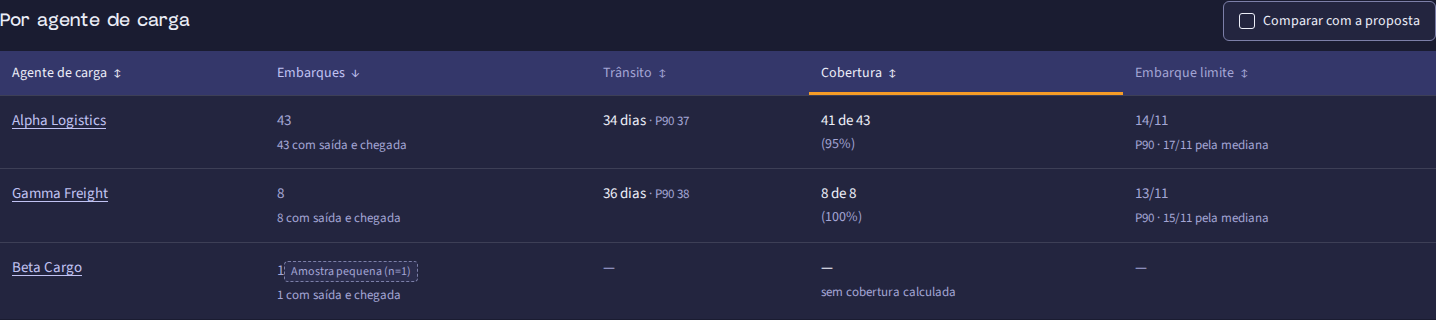 Por agente de carga
Comparar com a proposta
Agente de carga ↕ Embarques ↓ Trânsito ↕ Cobertura ↕ Embarque limite ↕
Alpha Logistics 43 34 dias · P90 37 41 de 43 14/11
43 com saída e chegada (95%) P90 · 17/11 pela mediana
Gamma Freight 8 36 dias · P90 38 8 de 8 13/11
8 com saída e chegada (100%) P90 · 15/11 pela mediana
Beta Cargo 1 Amostra pequena (n=1) — — —
1 com saída e chegada sem cobertura calculada